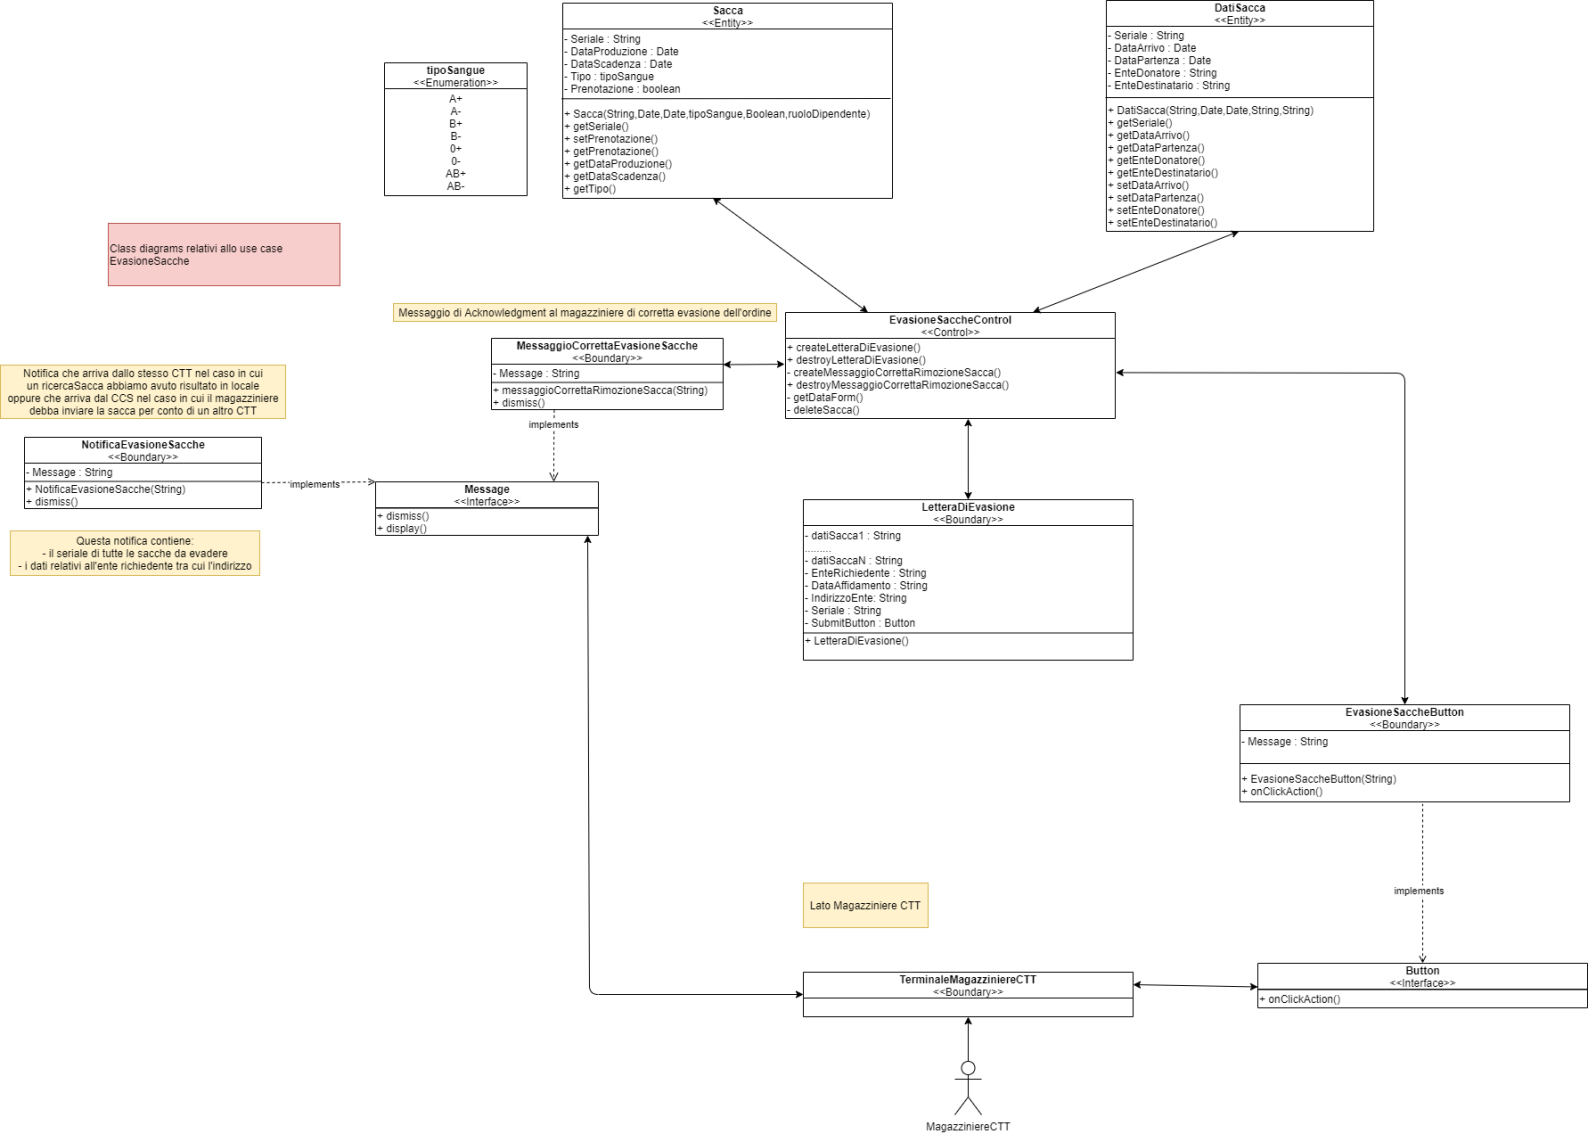 Sacca
<<Entity>>
- Seriale : String
- DataProduzione : Date
- DataScadenza : Date
- Tipo : tipoSangue
- Prenotazione : boolean
+ Sacca(String,Date,Date,tipoSangue,Boolean,ruoloDipendente)
+ getSeriale()
+ setPrenotazione()
+ getPrenotazione()
+ getDataProduzione()
+ getDataScadenza()
+ getTipo()
DatiSacca
<<Entity>>
- Seriale : String
- DataArrivo : Date
- DataPartenza : Date
- EnteDonatore : String
- EnteDestinatario : String
+ DatiSacca(String,Date,Date,String,String)
+ getSeriale()
+ getDataArrivo()
+ getDataPartenza()
+ getEnteDonatore()
+ getEnteDestinatario()
+ setDataArrivo()
+ setDataPartenza()
+ setEnteDonatore()
+ setEnteDestinatario()
tipoSangue
<<Enumeration>>
A+
A-
B+
B-
0+
0-
AB+
AB-
Class diagrams relativi allo use case
EvasioneSacche
Messaggio di Acknowledgment al magazziniere di corretta evasione dell'ordine
EvasioneSaccheControl
<<Control>>
+ createLetteraDiEvasione()
+ destroyLetteraDiEvasione()
- createMessaggioCorrettaRimozioneSacca()
+ destroyMessaggioCorrettaRimozioneSacca()
- getDataForm()
- deleteSacca()
MessaggioCorrettaEvasioneSacche
<<Boundary>>
- Message : String
+ messaggioCorrettaRimozioneSacca(String)
+ dismiss()
implements
Notifica che arriva dallo stesso CTT nel caso in cui
un ricercaSacca abbiamo avuto risultato in locale
oppure che arriva dal CCS nel caso in cui il magazziniere
debba inviare la sacca per conto di un altro CTT
NotificaEvasioneSacche
<<Boundary>>
- Message : String
+ NotificaEvasioneSacche(String)
+ dismiss()
implements
Message
<<Interface>>
+ dismiss()
+ display()
Questa notifica contiene:
- il seriale di tutte le sacche da evadere
- i dati relativi all'ente richiedente tra cui l'indirizzo
LetteraDiEvasione
<<Boundary>>
- datiSacca1 : String
.........
- datiSaccaN : String
- EnteRichiedente : String
- DataAffidamento : String
- IndirizzoEnte: String
- Seriale : String
- SubmitButton : Button
+ LetteraDiEvasione()
EvasioneSaccheButton
<<Boundary>>
- Message : String
+ EvasioneSaccheButton(String)
+ onClickAction()
implements
Lato Magazziniere CTT
TerminaleMagazziniereCTT
<<Boundary>>
Button
<<Interface>>
+ onClickAction()
MagazziniereCTT